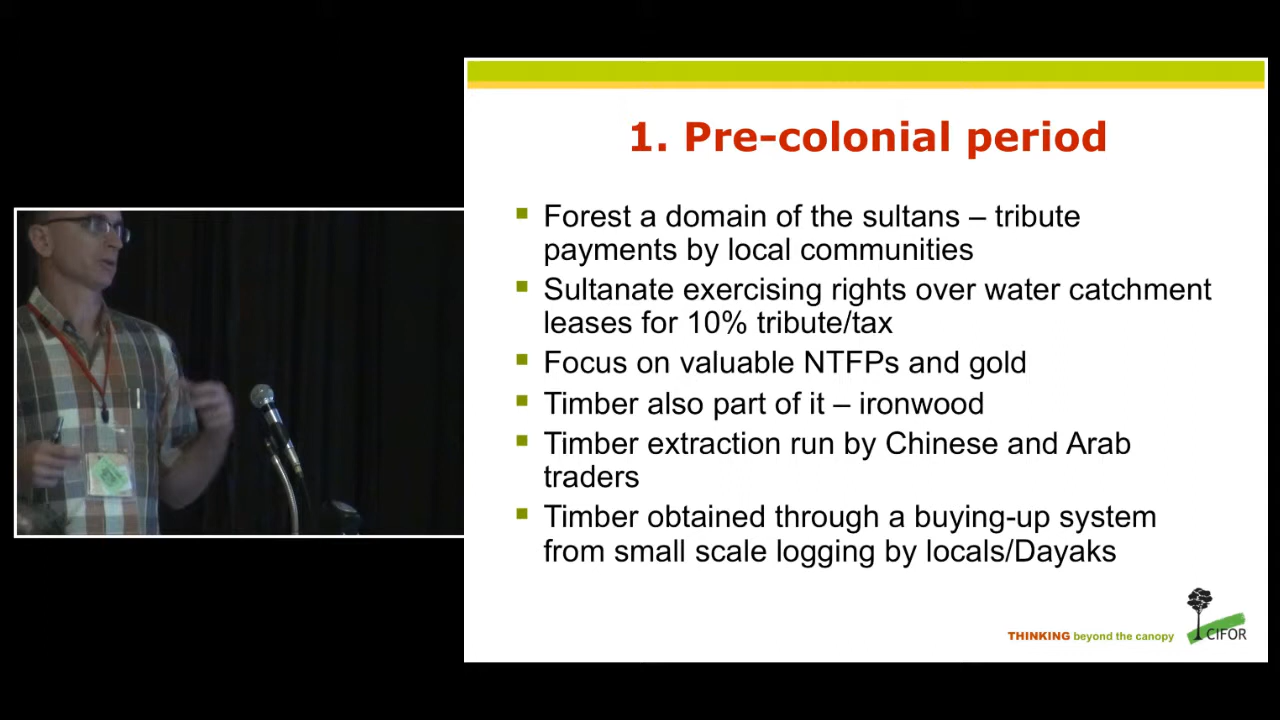 1. Pre-colonial period
Forest a domain of the sultans – tribute
payments by local communities
Sultanate exercising rights over water catchment
leases for 10% tribute/tax
Focus on valuable NTFPs and gold
Timber also part of it – ironwood
Timber extraction run by Chinese and Arab
traders
Timber obtained through a buying-up system
from small scale logging by locals/Dayaks
THINKING beyond the canopy
CIFOR